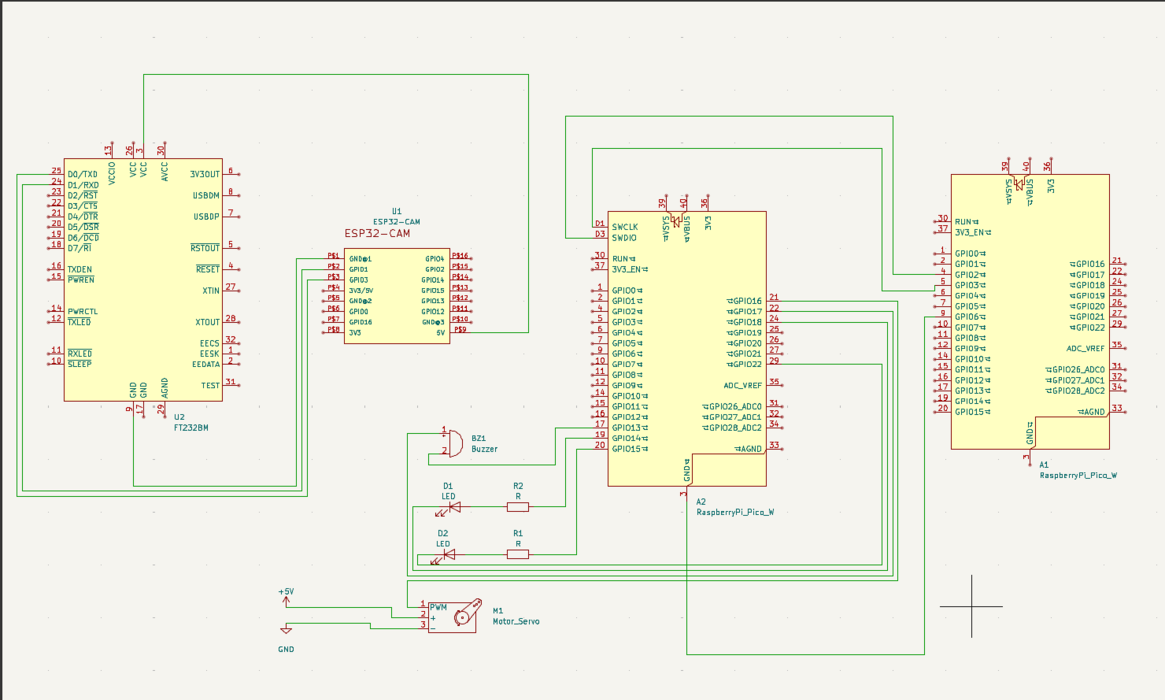 13
26
3
30
VCCIO
VCC
VCC
AVCC
25 D0/TXD
24 D1/RXD
23 D2/RST
22 D3/CTS
21 D4/DTR
20 D5/DSR
19 D6/DCD
18 D7/RI
16 TXDEN
15 PWREN
14 PWRCTL
12 TXLED
11 RXLED
10 SLEEP
3V3OUT 6
USBDM 8
USBDP 7
RSTOUT 5
RESET 4
XTIN 27
XTOUT 28
EECS 32
EESK 1
EEDATA 2
TEST 31
GND
GND
AGND
9
17
29
U2
FT232BM
U1
ESP32-CAM
ESP32-CAM
P$1 GND@1
P$2 GPIO1
P$3 GPIO3
P$4 3V3/5V
P$5 GND@2
P$6 GPIO0
P$7 GPIO16
P$8 3V3
GPIO4 P$16
GPIO2 P$15
GPIO14 P$14
GPIO15 P$13
GPIO13 P$12
GPIO12 P$11
GND@3 P$10
5V P$9
1
2
BZ1
Buzzer
D1
LED
R2
R
D2
LED
R1
R
+5V
GND
1 PWM
2 +
3 -
M1
Motor_Servo
39
40
36
VSYS
VBUS
3V3
D1 SWCLK
D3 SWDIO
30 RUN
37 3V3_EN
1 GPIO0
2 GPIO1
4 GPIO2
5 GPIO3
6 GPIO4
7 GPIO5
9 GPIO6
10 GPIO7
11 GPIO8
12 GPIO9
14 GPIO10
15 GPIO11
16 GPIO12
17 GPIO13
19 GPIO14
20 GPIO15
GPIO16 21
GPIO17 22
GPIO18 24
GPIO19 25
GPIO20 26
GPIO21 27
GPIO22 29
ADC_VREF 35
GPIO26_ADC0 31
GPIO27_ADC1 32
GPIO28_ADC2 34
AGND 33
GND
3
A2
RaspberryPi_Pico_W
39
40
36
VSYS
VBUS
3V3
30 RUN
37 3V3_EN
1 GPIO0
2 GPIO1
4 GPIO2
5 GPIO3
6 GPIO4
7 GPIO5
9 GPIO6
10 GPIO7
11 GPIO8
12 GPIO9
14 GPIO10
15 GPIO11
16 GPIO12
17 GPIO13
19 GPIO14
20 GPIO15
GPIO16 21
GPIO17 22
GPIO18 24
GPIO19 25
GPIO20 26
GPIO21 27
GPIO22 29
ADC_VREF 35
GPIO26_ADC0 31
GPIO27_ADC1 32
GPIO28_ADC2 34
AGND 33
GND
3
A1
RaspberryPi_Pico_W